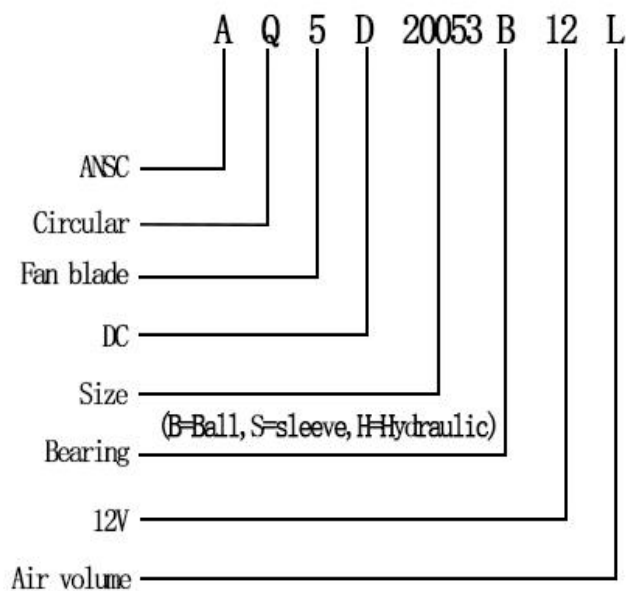 A Q 5 D 20053 B 12 L
ANSC
Circular
Fan blade
DC
Size
(B=Ball, S=sleeve, H=Hydraulic)
Bearing
12V
Air volume